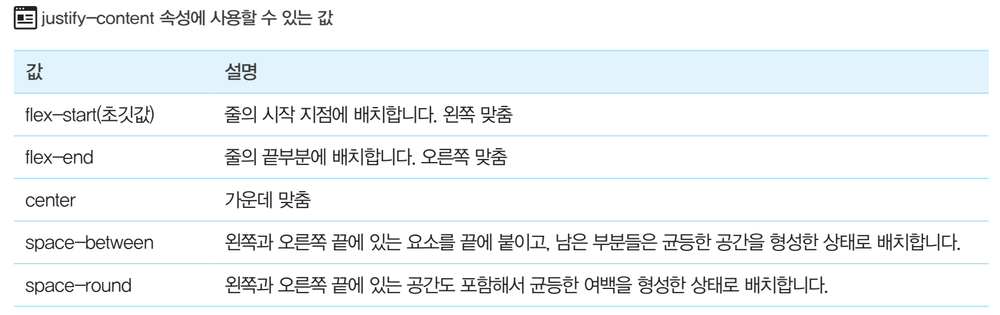 justify-content 속성에 사용할 수 있는 값
값 설명
flex-start(초깃값) 줄의 시작 지점에 배치합니다. 왼쪽 맞춤
flex-end 줄의 끝부분에 배치합니다. 오른쪽 맞춤
center 가운데 맞춤
space-between 왼쪽과 오른쪽 끝에 있는 요소를 끝에 붙이고, 남은 부분들은 균등한 공간을 형성한 상태로 배치합니다.
space-round 왼쪽과 오른쪽 끝에 있는 공간도 포함해서 균등한 여백을 형성한 상태로 배치합니다.